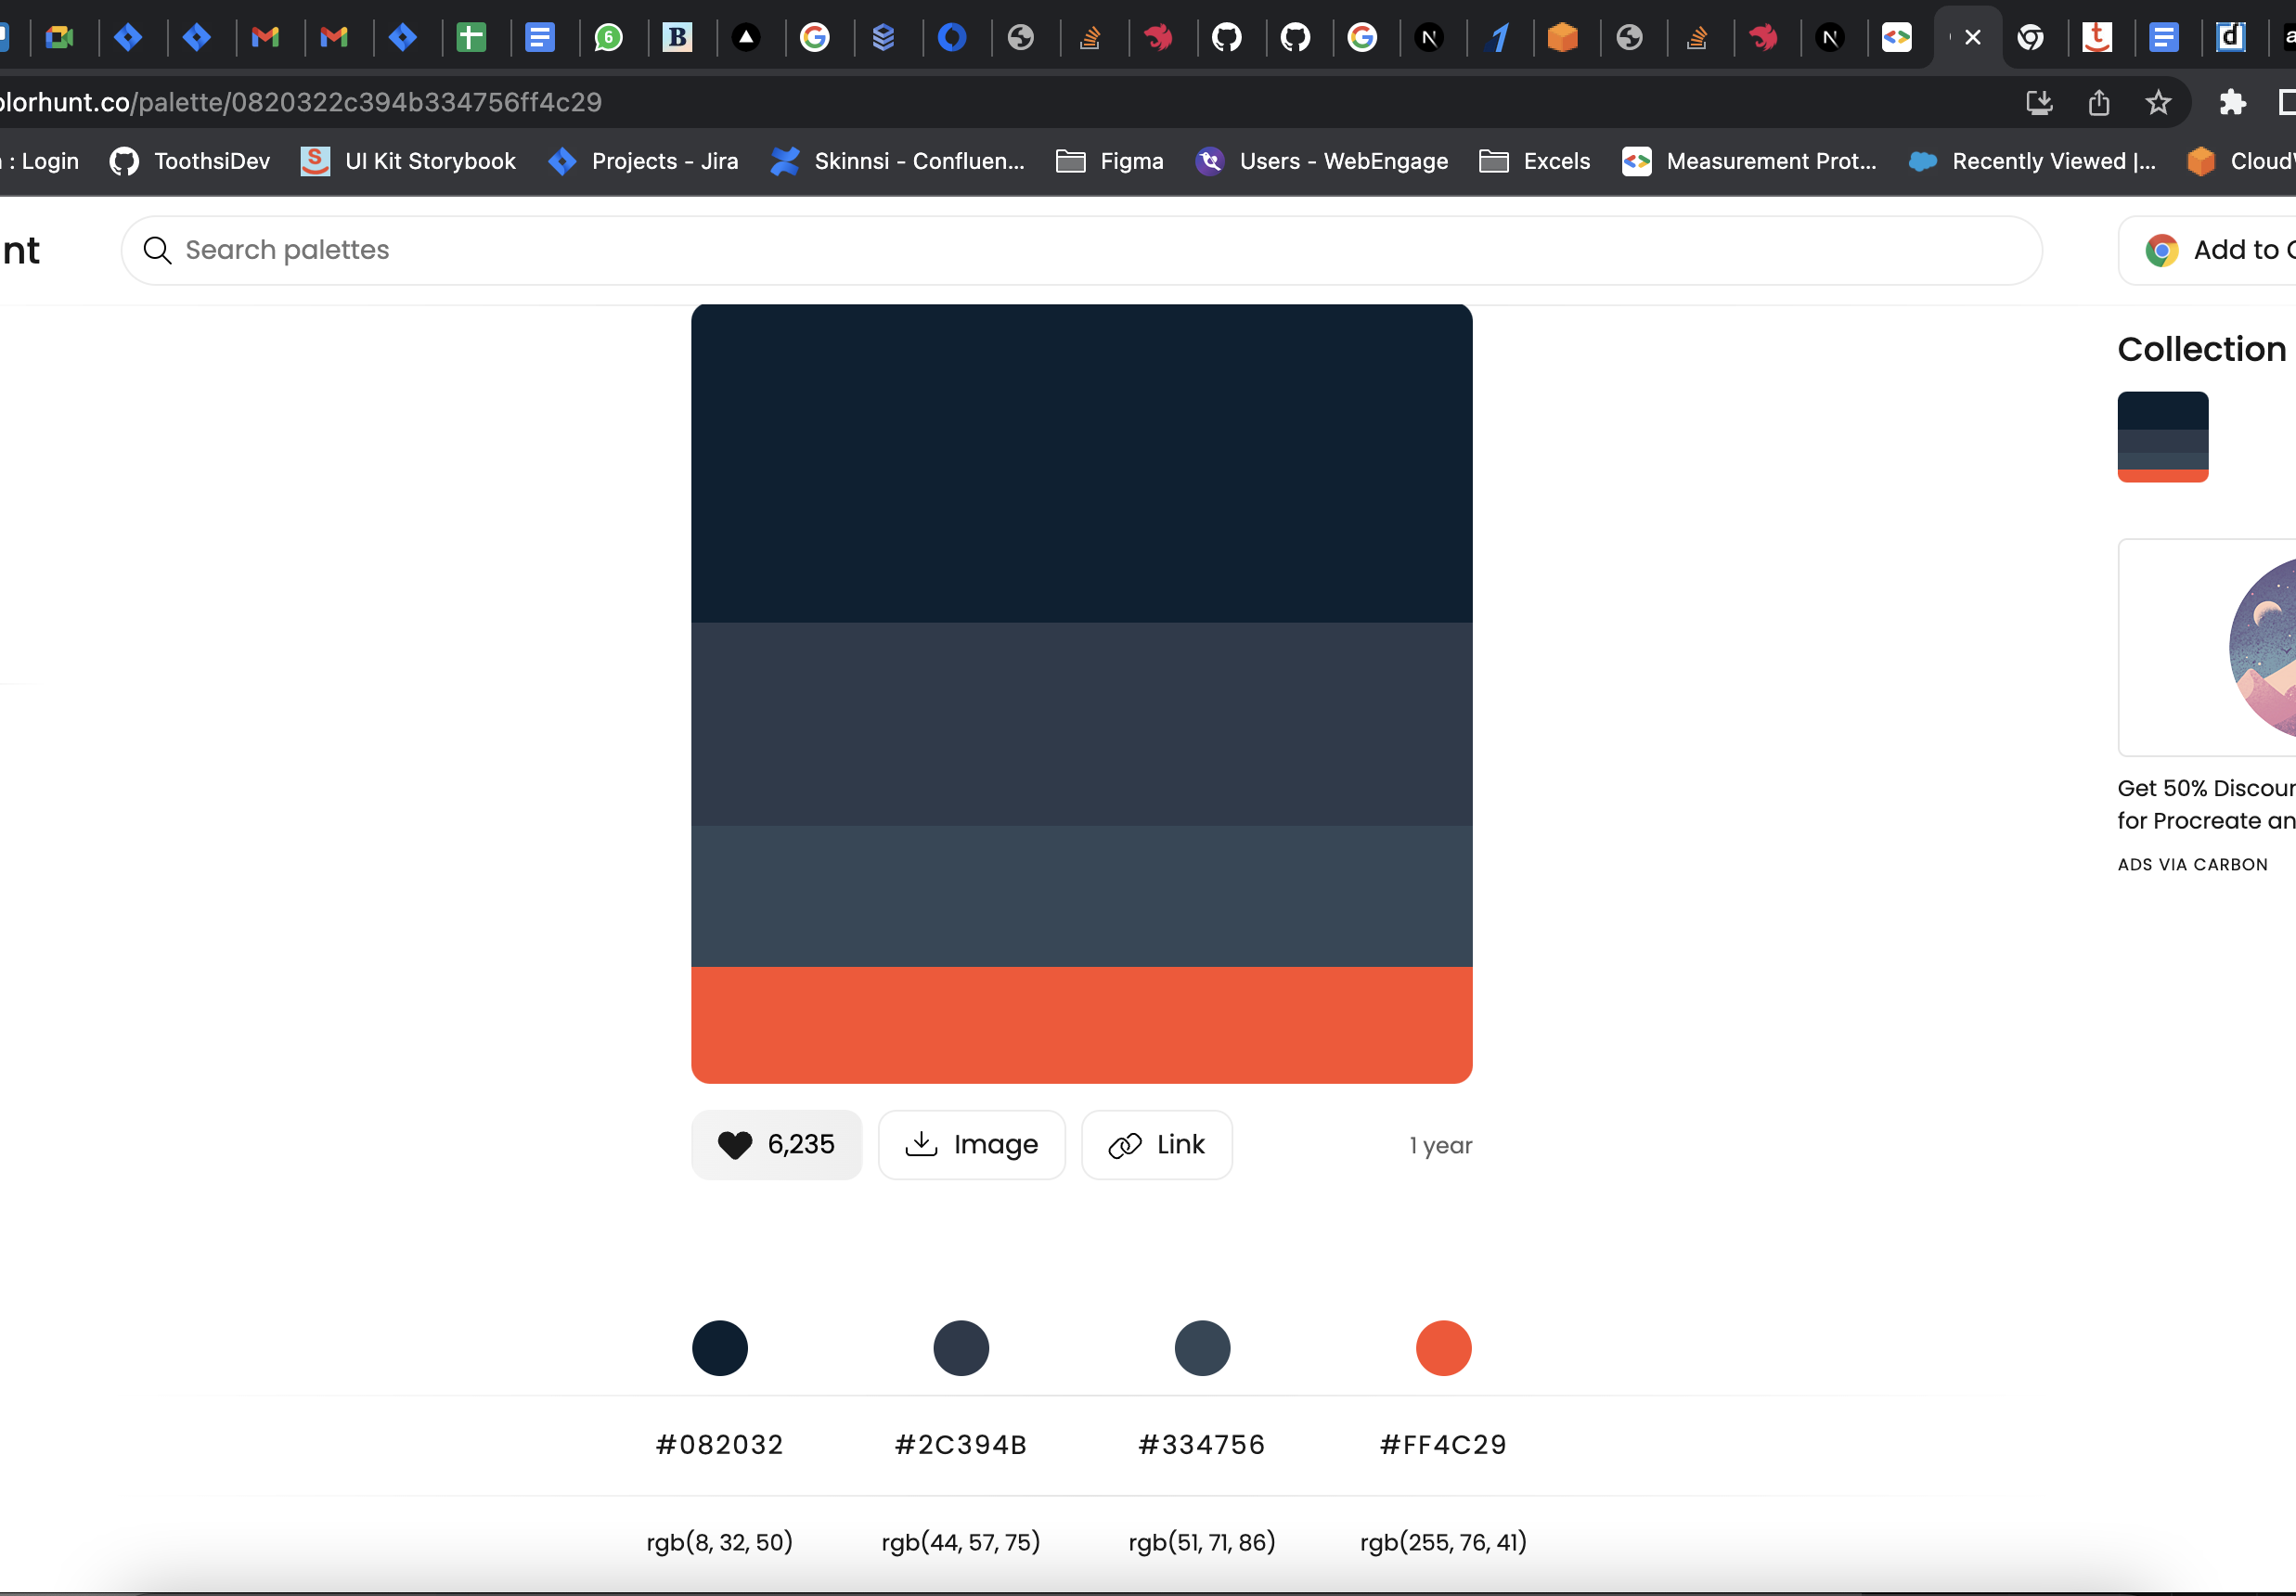 6
B
N
N
t
d
lorhunt.co/palette/0820322c394b334756ff4c29
: Login
ToothsiDev
S UI Kit Storybook
Projects - Jira
Skinnsi - Confluen...
Figma
Users - WebEngage
Excels
Measurement Prot...
Recently Viewed |...
Cloud
nt
Search palettes
Add to
Collection
Get 50% Discou
for Procreate an
ADS VIA CARBON
6,235
Image
Link
1 year
#082032 #2C394B #334756 #FF4C29
rgb(8, 32, 50) rgb(44, 57, 75) rgb(51, 71, 86) rgb(255, 76, 41)